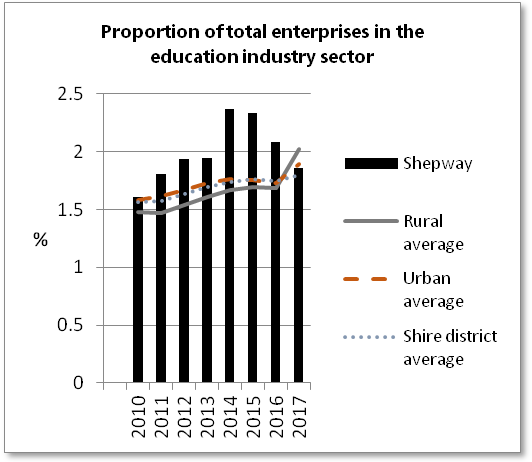 Proportion of total enterprises in the
education industry sector
2.5
2
1.5
1
0.5
0
%
2010
2011
2012
2013
2014
2015
2016
2017
Shepway
Rural
average
Urban
average
Shire district
average